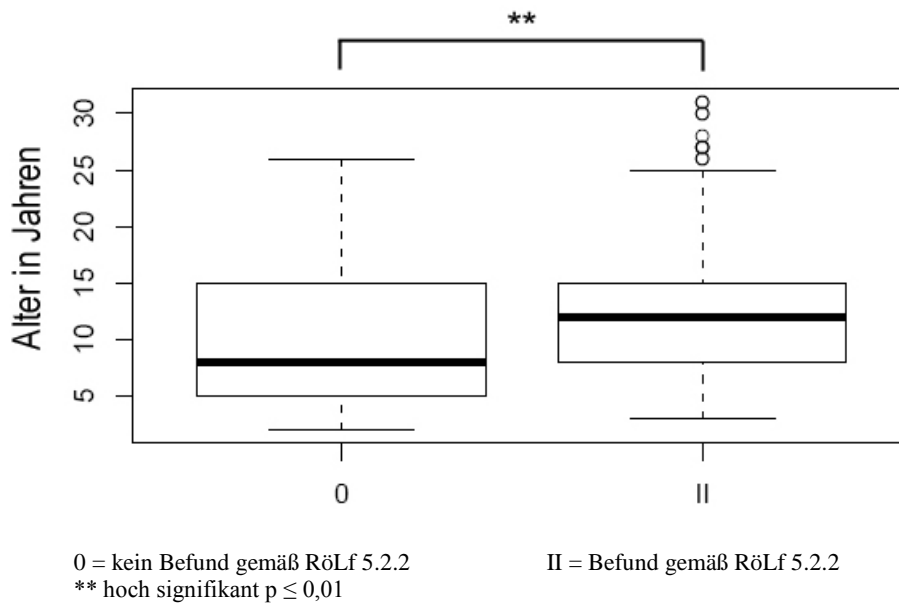 **
30
25
20
15
10
5
Alter in Jahren
0 II
0 = kein Befund gemäß RöLf 5.2.2 II = Befund gemäß RöLf 5.2.2
** hoch signifikant p ≤ 0,01